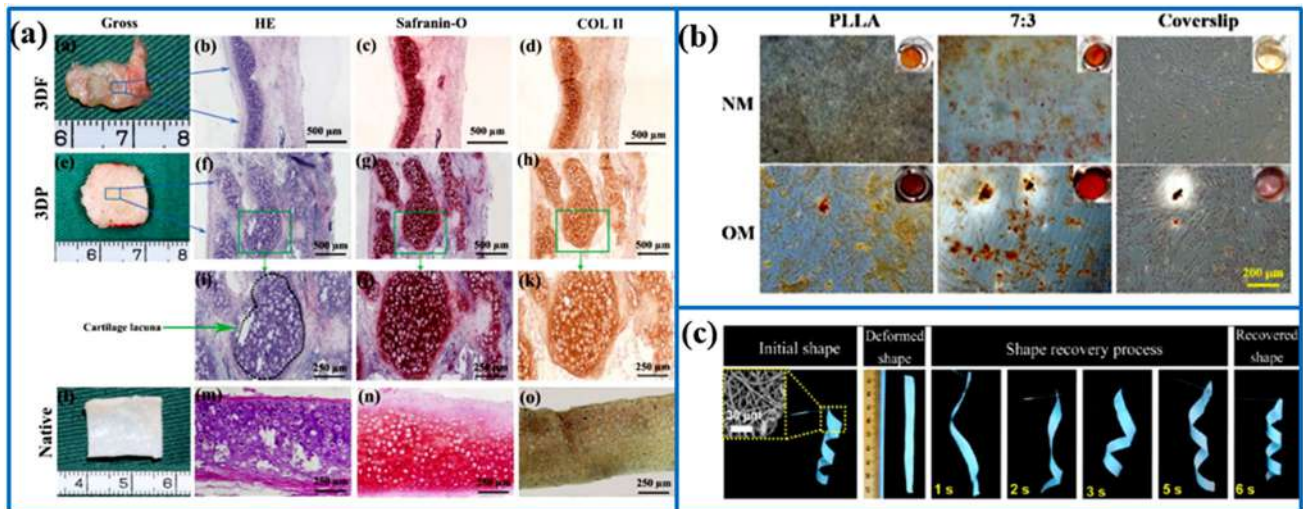 (a)
Gross HE Safranin-O COL II
3DF
(a) (b) (c) (d)
500 µm 500 µm 500 µm
6 7 8
3DP
(e) (f) (g) (h)
500 µm 500 µm 500 µm
6 7 8
(i) (k)
Cartilage lacuna
250 µm 250 µm 250 µm
Native
(l) (m) (n) (o)
4 5 6
250 µm 250 µm 250 µm
(b)
PLLA 7:3 Coverslip
NM
OM
200 µm
(c)
Initial shape
Deformed
shape
Shape recovery process
Recovered
shape
30 µm
1 s 2 s 3 s 5 s 6 s